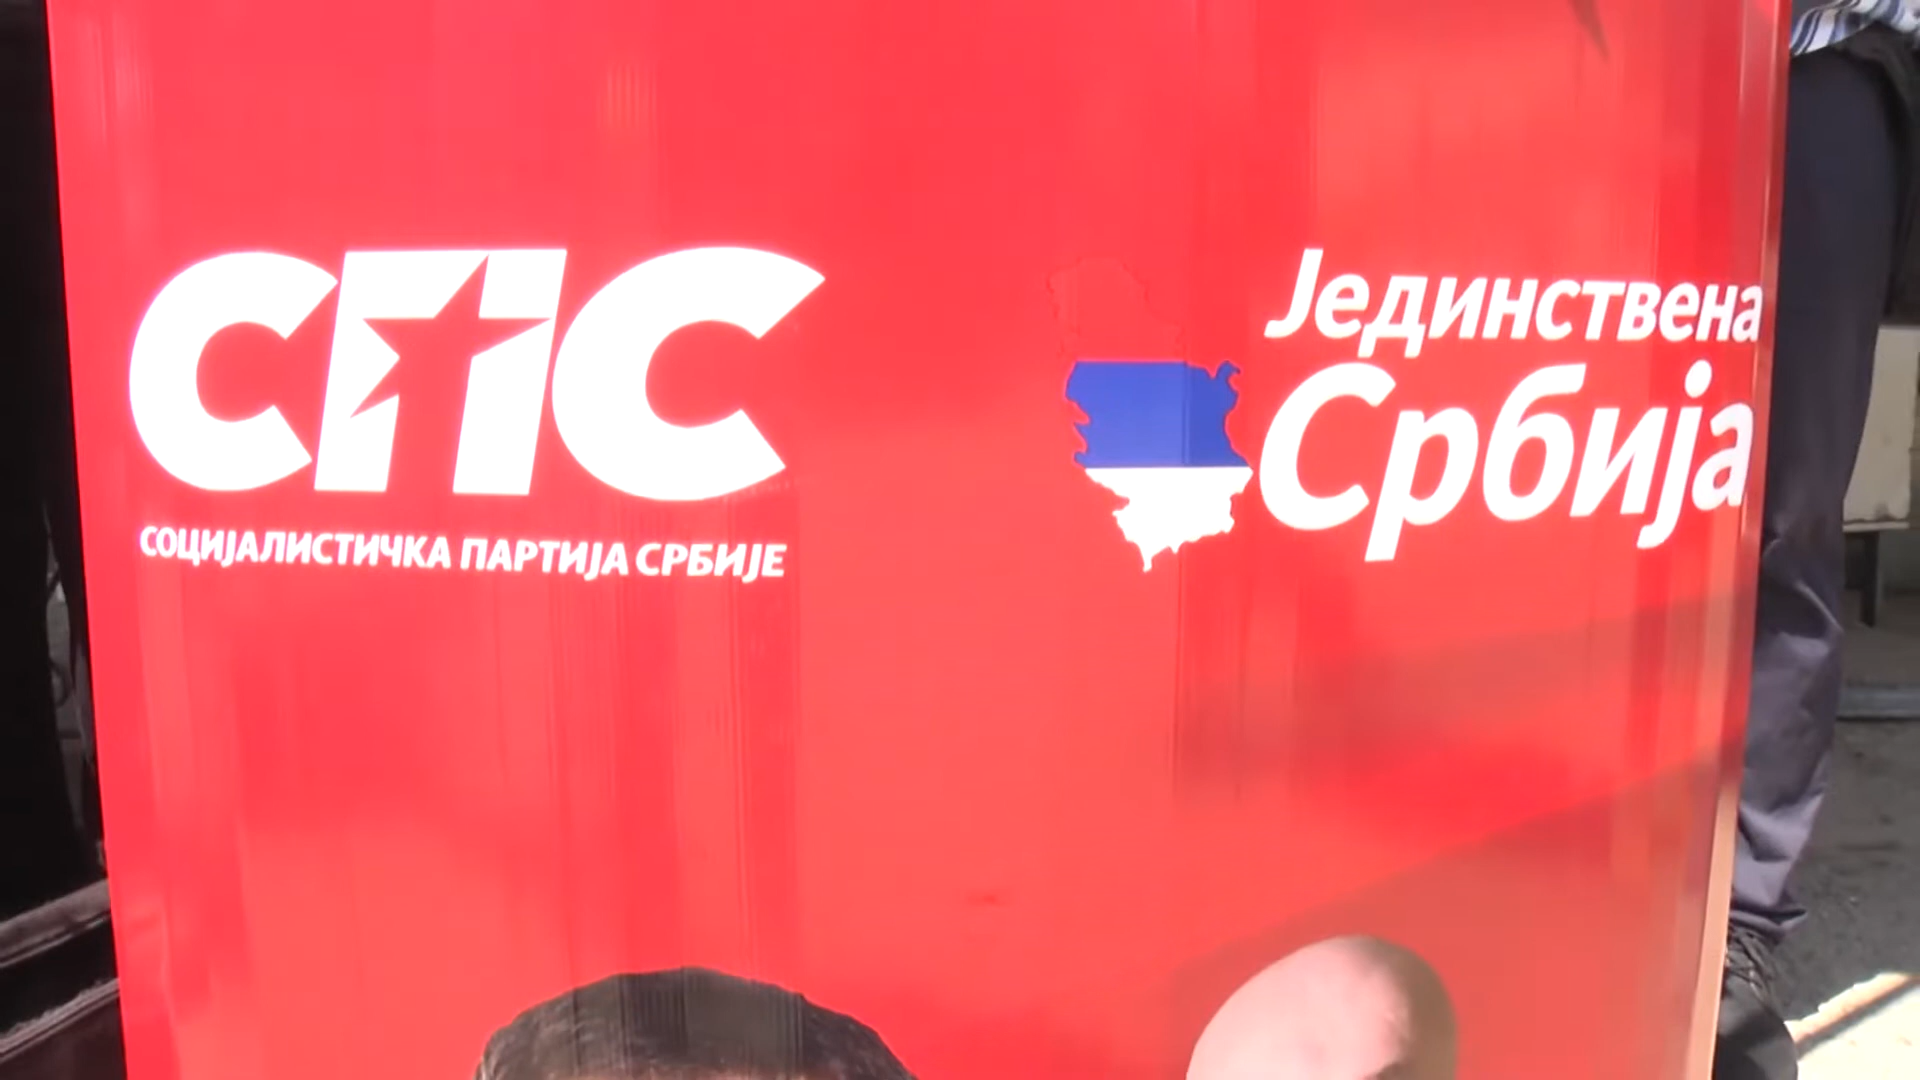 СПС
СОЦИЈАЛИСТИЧКА ПАРТИЈА СРБИЈЕ
Јединствена
Србија